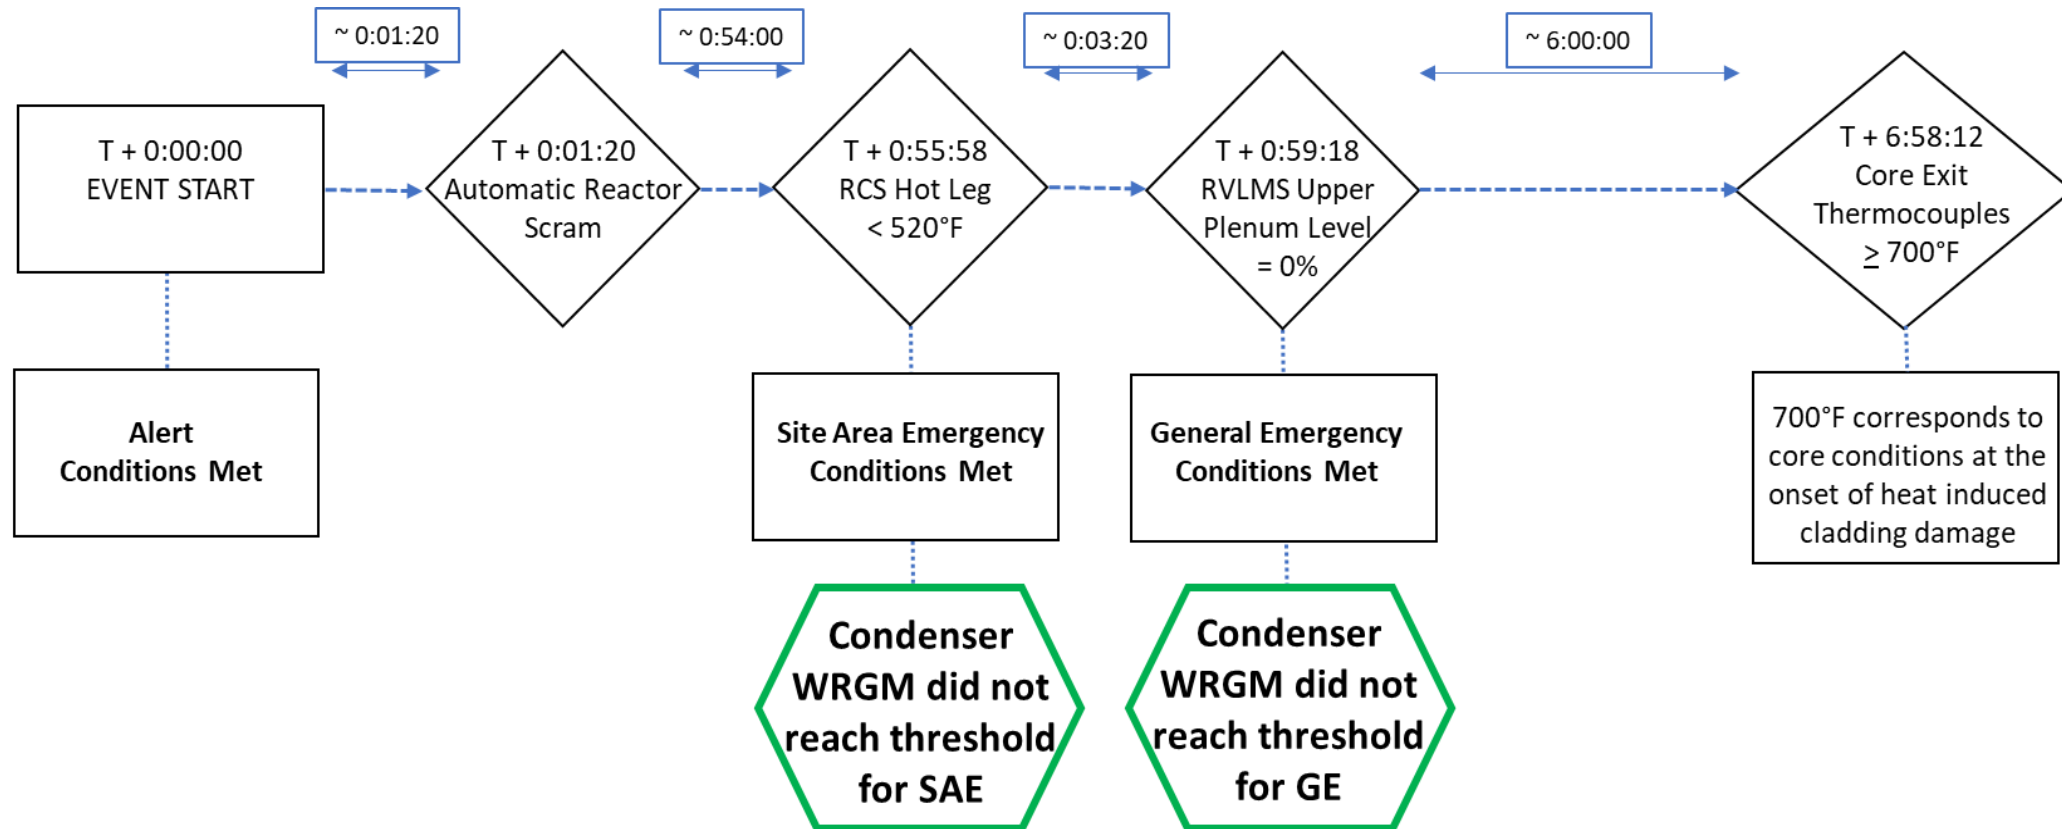 ~ 0:01:20
~ 0:54:00
~ 0:03:20
~ 6:00:00
T + 0:00:00
EVENT START
T + 0:01:20
Automatic Reactor
Scram
T + 0:55:58
RCS Hot Leg
< 520°F
T + 0:59:18
RVLMS Upper
Plenum Level
= 0%
T + 6:58:12
Core Exit
Thermocouples
≥ 700°F
Alert
Conditions Met
Site Area Emergency
Conditions Met
General Emergency
Conditions Met
700°F corresponds to
core conditions at the
onset of heat induced
cladding damage
Condenser
WRGM did not
reach threshold
for SAE
Condenser
WRGM did not
reach threshold
for GE